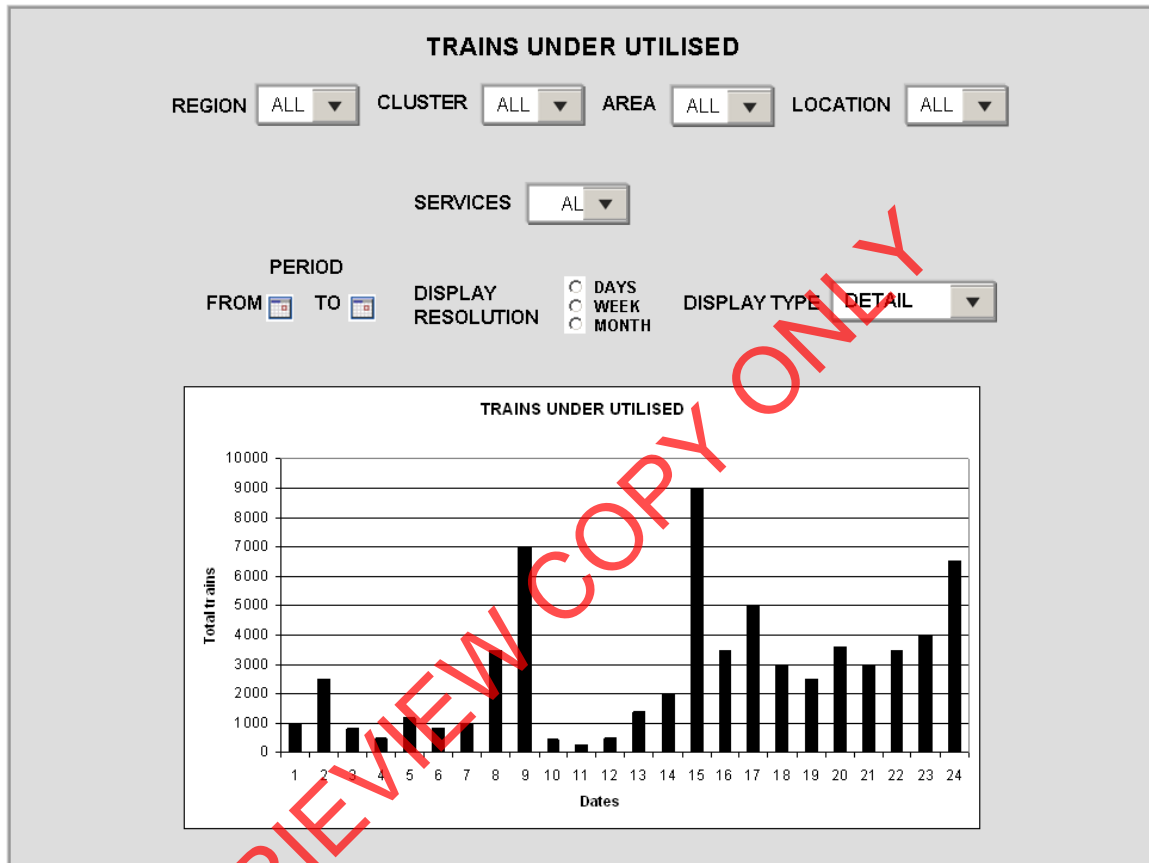 TRAINS UNDER UTILISED
REGION ALL CLUSTER ALL AREA ALL LOCATION ALL
SERVICES AL
PERIOD
FROM TO
DISPLAY
RESOLUTION
DAYS
WEEK
MONTH
DISPLAY TYPE DETAIL
TRAINS UNDER UTILISED
10000
9000
8000
7000
6000
5000
4000
3000
2000
1000
0
Total trains
1 2 3 4 5 6 7 8 9 10 11 12 13 14 15 16 17 18 19 20 21 22 23 24
Dates
REVIEW COPY ONLY